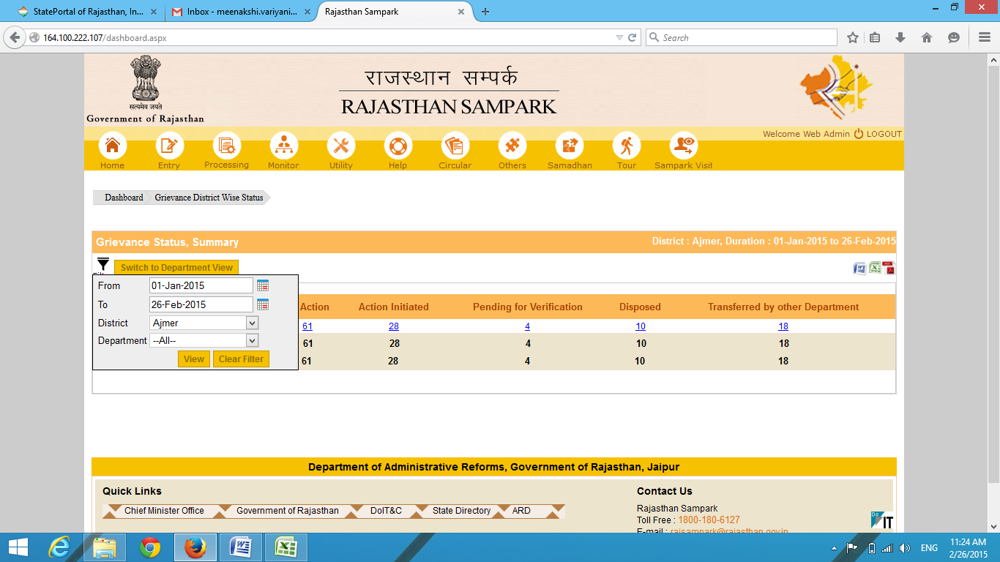 StatePortal of Rajasthan, In...
Inbox - meenakshi.variyani...
Rajasthan Sampark
164.100.222.107/dashboard.aspx
Search
राजस्थान सम्पर्क
RAJASTHAN SAMPARK
सत्यमेव जयते
Government of Rajasthan
Welcome Web Admin LOGOUT
Home Entry Processing Monitor Utility Help Circular Others Samadhan Tour Sampark Visit
Dashboard Grievance District Wise Status
Grievance Status, Summary District : Ajmer, Duration : 01-Jan-2015 to 26-Feb-2015
Switch to Department View
From 01-Jan-2015
To 26-Feb-2015
District Ajmer
Department --All--
View Clear Filter
Action Action Initiated Pending for Verification Disposed Transferred by other Department
61 28 4 10 18
61 28 4 10 18
61 28 4 10 18
Department of Administrative Reforms, Government of Rajasthan, Jaipur
Quick Links
Chief Minister Office Government of Rajasthan DoIT&C State Directory ARD
Contact Us
Rajasthan Sampark
Toll Free : 1800-180-6127
E-mail : rajsampark@rajasthan.gov.in
DoIT
ENG
11:24 AM
2/26/2015